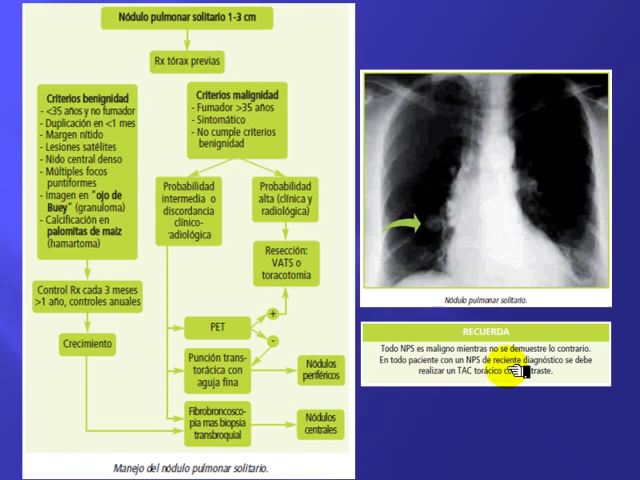 Nódulo pulmonar solitario 1-3 cm
Rx tórax previas
Criterios benignidad
- <35 años y no fumador
- Duplicación en <1 mes
- Margen nítido
- Lesiones satélites
- Nido central denso
- Múltiples focos
puntiformes
- Imagen en "ojo de
Buey" (granuloma)
- Calcificación en
palomitas de maíz
(hamartoma)
Criterios malignidad
- Fumador >35 años
- Sintomático
- No cumple criterios
benignidad
Probabilidad
intermedia o
discordancia
clínico-
radiológica
Probabilidad
alta (clínica y
radiológica)
Resección:
VATS o
toracotomia
Control Rx cada 3 meses
>1 año, controles anuales
Crecimiento
PET
+
-
Punción trans-
torácica con
aguja fina
Nódulos
periféricos
Fibrobroncosco-
pia mas biopsia
transbroquial
Nódulos
centrales
Manejo del nódulo pulmonar solitario.
Nódulo pulmonar solitario.
RECUERDA
Todo NPS es maligno mientras no se demuestre lo contrario.
En todo paciente con un NPS de reciente diagnóstico se debe
realizar un TAC torácico